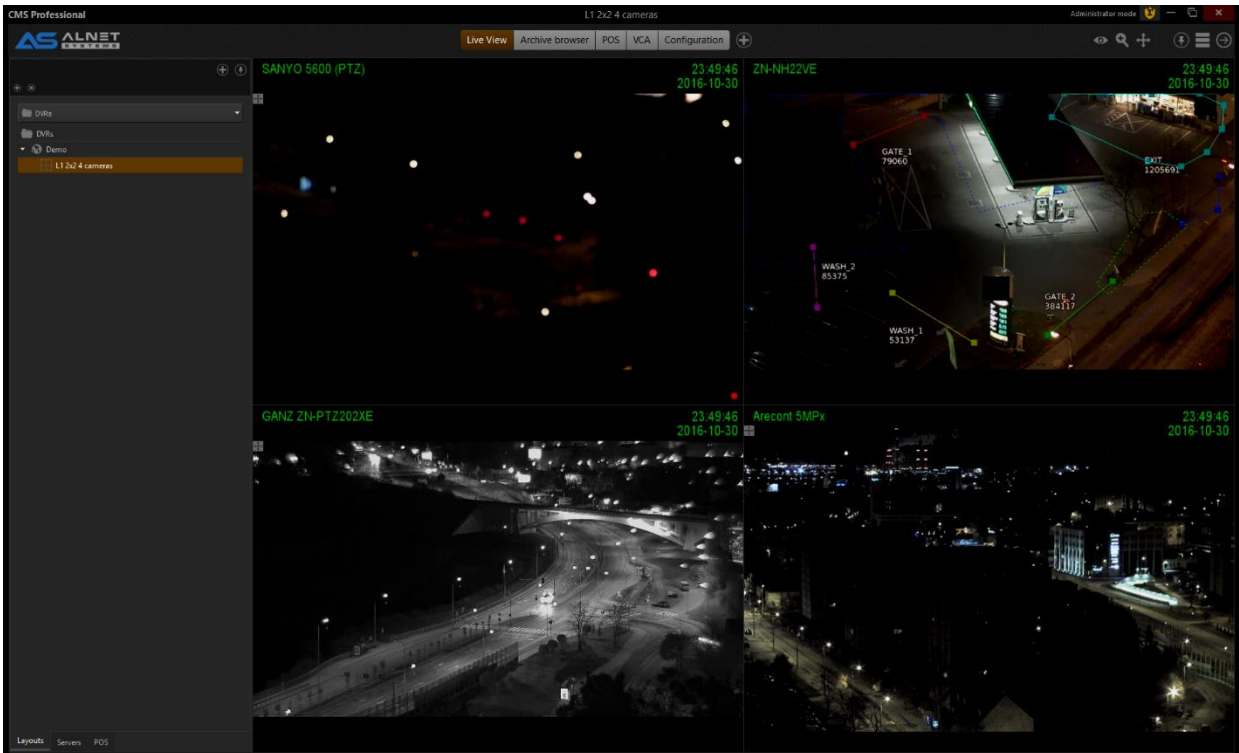 CMS Professional
L1 2x2 4 cameras
Administrator mode
AS ALNET SYSTEMS
Live View
Archive browser
POS
VCA
Configuration
DVRs
DVRs
Demo
L1 2x2 4 cameras
Layouts
Servers
POS
SANYO 5600 (PTZ)
23:49:46
2016-10-30
ZN-NH22VE
23:49:46
2016-10-30
GATE_1
79060
EXIT
1205691
WASH_2
85375
GATE_2
384117
WASH_1
53137
GANZ ZN-PTZ202XE
23:49:46
2016-10-30
Arecont 5MPx
23:49:46
2016-10-30